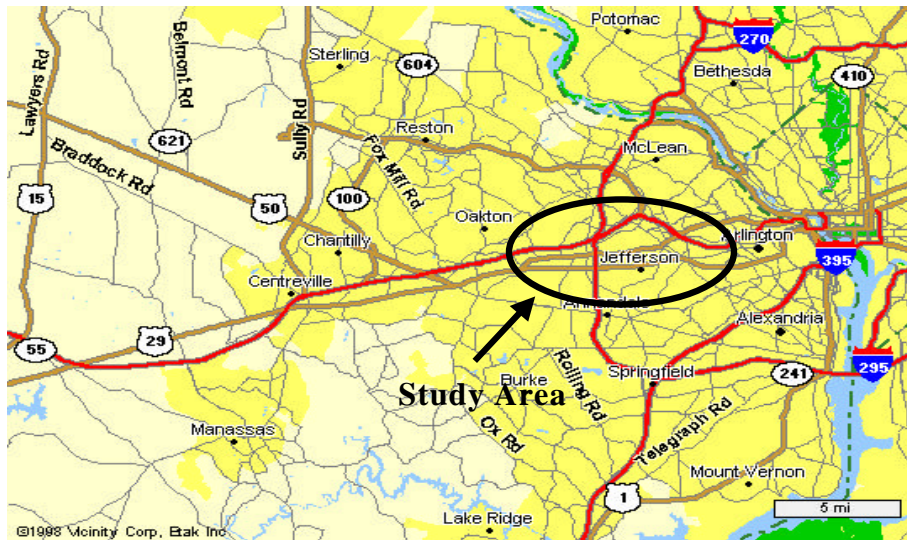 Potomac
270
Sterling
604
Bethesda
410
Lawyers Rd
Belmont Rd
Sully Rd
Reston
621
Fox Mill Rd
McLean
Braddock Rd
15
50
100
Oakton
Chantilly
Arlington
395
Jefferson
Centreville
Annandale
Alexandria
29
55
295
Rolling Rd
Springfield
241
Burke
Study Area
Ox Rd
Telegraph Rd
Manassas
Mount Vernon
1
5 mi
Lake Ridge
©1998 Vicinity Corp, Etak Inc